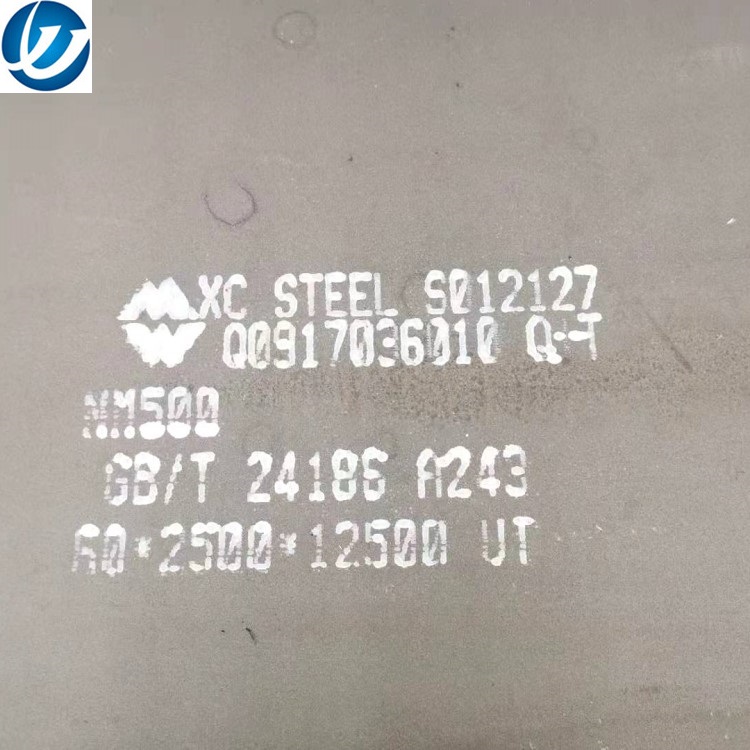 XC STEEL S012127
Q0917036010 Q+T
NM500
GB/T 24186 A243
60*2500*12500 UT